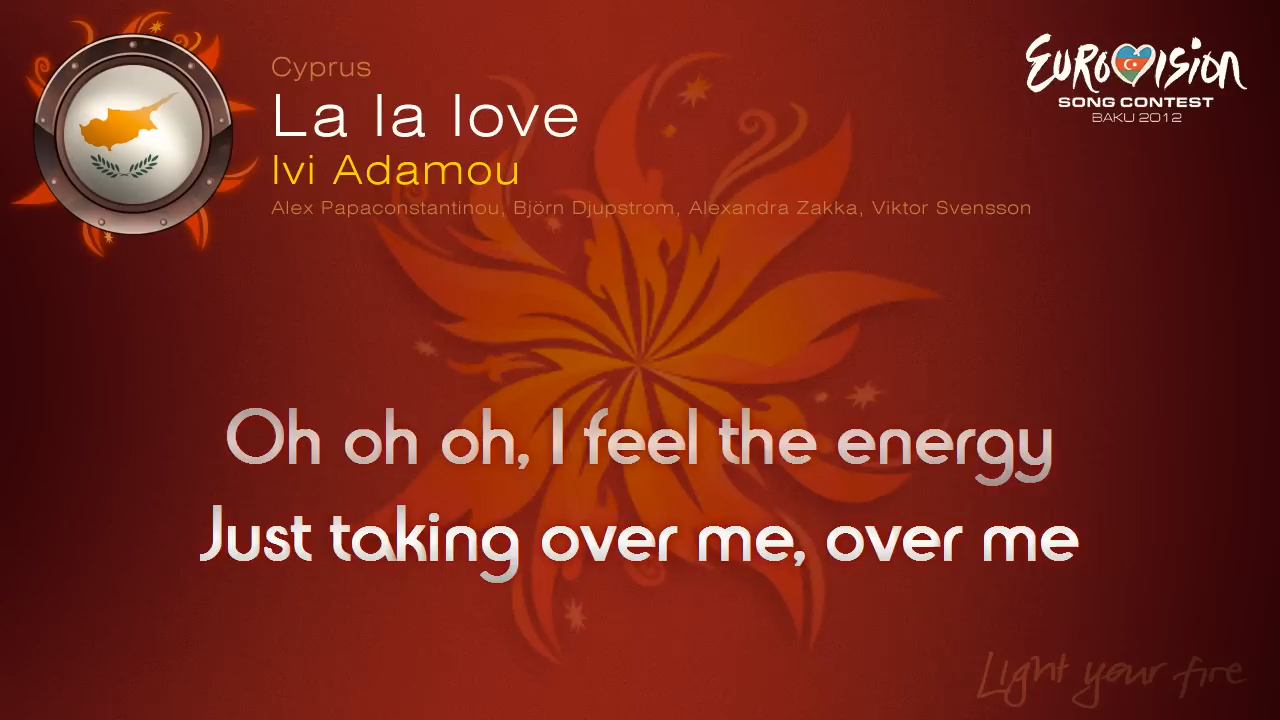 Cyprus
La la love
Ivi Adamou
Alex Papaconstantinou, Björn Djupstrom, Alexandra Zakka, Viktor Svensson
EUROVISION
SONG CONTEST
BAKU 2012
Oh oh oh, I feel the energy
Just taking over me, over me
Light your fire